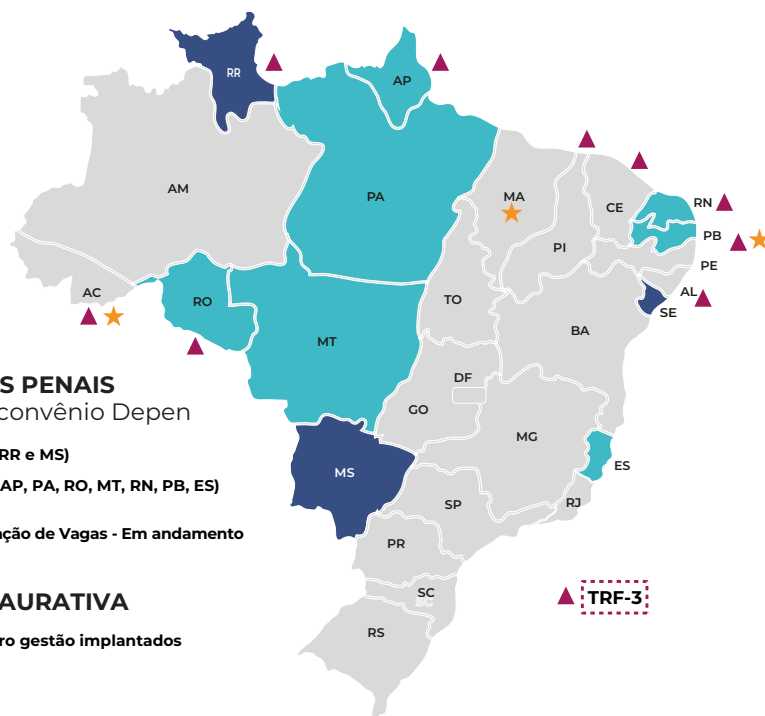 RR
AP
AM
PA
MA
CE
RN
PB
PI
PE
AC
RO
TO
AL
SE
MT
BA
DF
GO
MG
S PENAIS
convênio Depen
RR e MS)
MS
ES
AP, PA, RO, MT, RN, PB, ES)
SP
RJ
ção de Vagas - Em andamento
PR
SC
TRF-3
AURATIVA
RS
ro gestão implantados